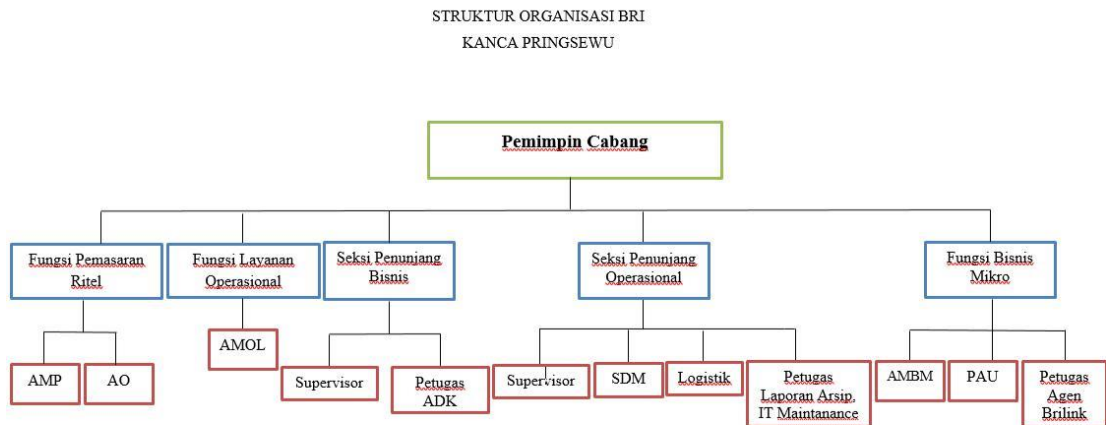 STRUKTUR ORGANISASI BRI
KANCA PRINGSEWU
Pemimpin Cabang
Fungsi Pemasaran
Ritel
Fungsi Layanan
Operasional
Seksi Penunjang
Bisnis
Seksi Penunjang
Operasional
Fungsi Bisnis
Mikro
AMP
AO
AMOL
Supervisor
Petugas
ADK
Supervisor
SDM
Logistik
Petugas
Laporan Arsip,
IT Maintanance
AMBM
PAU
Petugas
Agen
Brilink